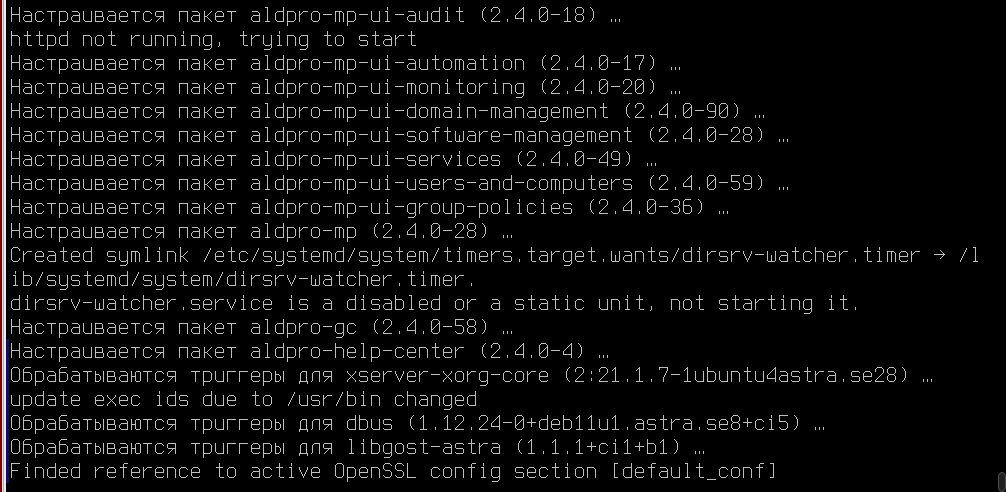 Настраивается пакет aldpro-mp-ui-audit (2.4.0-18) …
httpd not running, trying to start
Настраивается пакет aldpro-mp-ui-automation (2.4.0-17) …
Настраивается пакет aldpro-mp-ui-monitoring (2.4.0-20) …
Настраивается пакет aldpro-mp-ui-domain-management (2.4.0-90) …
Настраивается пакет aldpro-mp-ui-software-management (2.4.0-28) …
Настраивается пакет aldpro-mp-ui-services (2.4.0-49) …
Настраивается пакет aldpro-mp-ui-users-and-computers (2.4.0-59) …
Настраивается пакет aldpro-mp-ui-group-policies (2.4.0-36) …
Настраивается пакет aldpro-mp (2.4.0-28) …
Created symlink /etc/systemd/system/timers.target.wants/dirsrv-watcher.timer → /l
ib/systemd/system/dirsrv-watcher.timer.
dirsrv-watcher.service is a disabled or a static unit, not starting it.
Настраивается пакет aldpro-gc (2.4.0-58) …
Настраивается пакет aldpro-help-center (2.4.0-4) …
Обрабатываются триггеры для xserver-xorg-core (2:21.1.7-1ubuntu4astra.se28) …
update exec ids due to /usr/bin changed
Обрабатываются триггеры для dbus (1.12.24-0+deb11u1.astra.se8+ci5) …
Обрабатываются триггеры для libgost-astra (1.1.1+ci1+b1) …
Finded reference to active OpenSSL config section [default_conf]